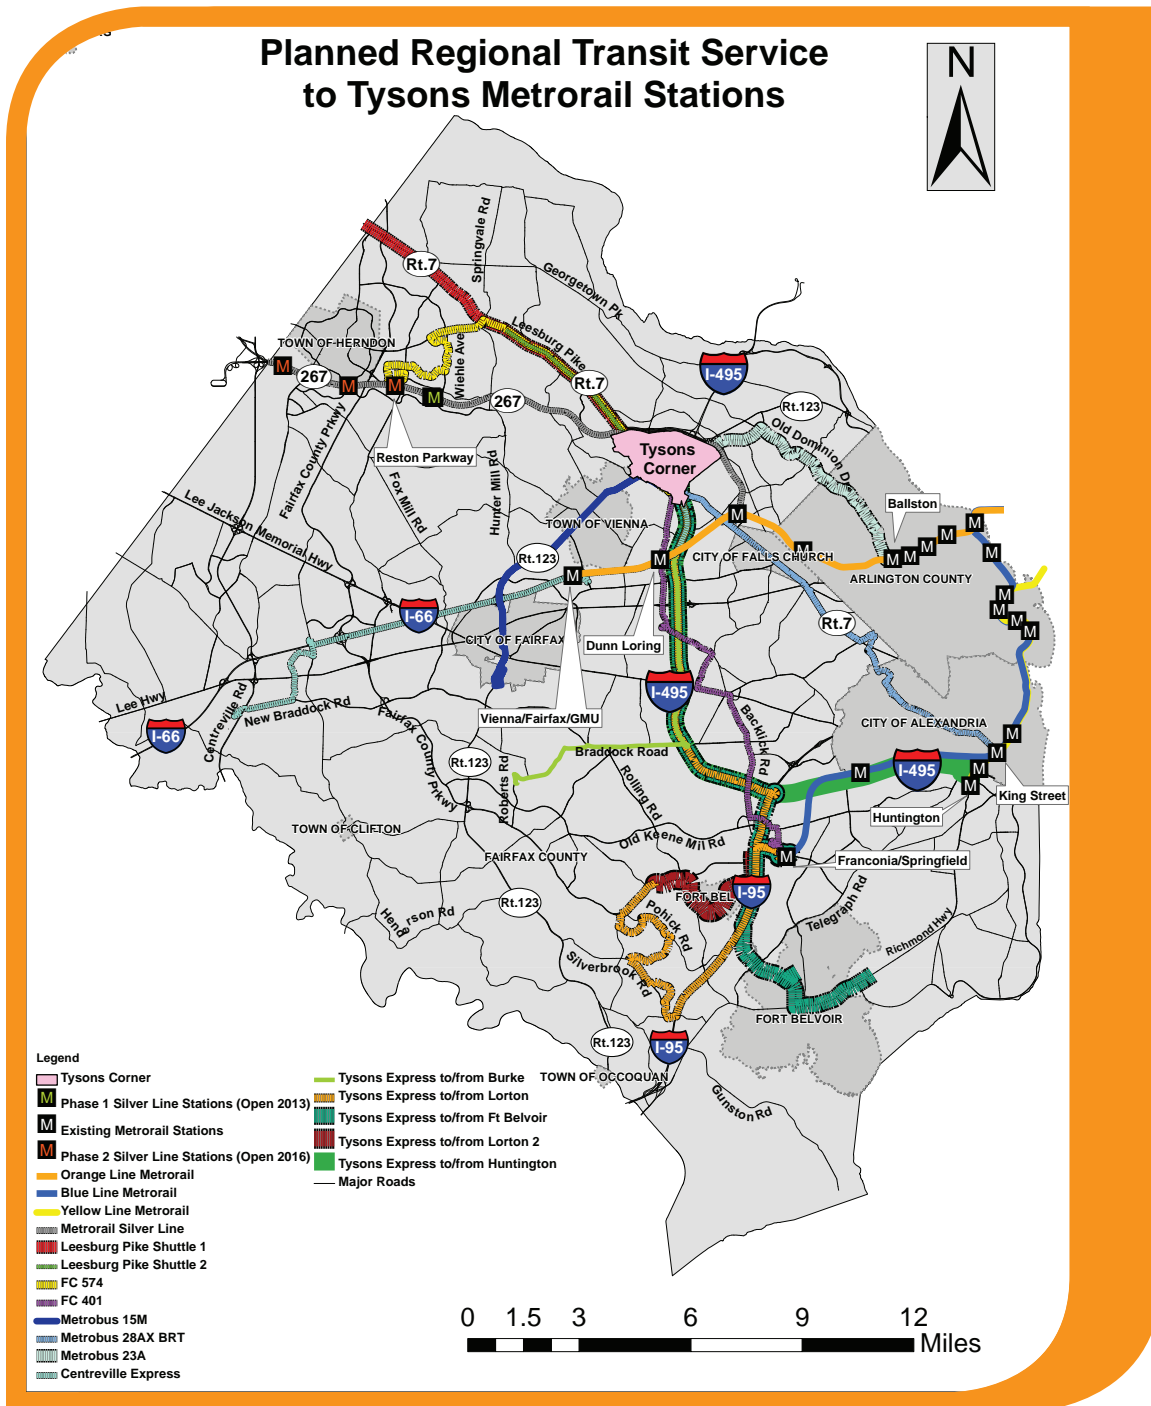 Planned Regional Transit Service
to Tysons Metrorail Stations
N
Springvale Rd
Rt.7
Georgetown Pk
Leesburg Pike
TOWN OF HERNDON
Wiehle Ave
I-495
M
267
M
M
M
Rt.7
267
Rt.123
Fairfax County Prkwy
Reston Parkway
Tysons
Corner
Old Dominion Dr
Fox Mill Rd
Hunter Mill Rd
Lee Jackson Memorial Hwy
Ballston
TOWN OF VIENNA
M
M
M
CITY OF FALLS CHURCH
M
M
M
M
M
M
Rt.123
M
M
ARLINGTON COUNTY
I-66
M
M
M
M
Rt.7
CITY OF FAIRFAX
Dunn Loring
I-495
Lee Hwy
Centreville Rd
New Braddock Rd
I-66
Fairfax County Prkwy
Vienna/Fairfax/GMU
Backlick Rd
CITY OF ALEXANDRIA
M
M
Braddock Road
Rt.123
Roberts Rd
Rolling Rd
M
I-495
M
M
King Street
Huntington
TOWN OF CLIFTON
Old Keene Mil Rd
FAIRFAX COUNTY
M
Franconia/Springfield
FORT BEL
I-95
Rt.123
Henderson Rd
Pohick Rd
Telegraph Rd
Richmond Hwy
Silverbrook Rd
FORT BELVOIR
Rt.123
I-95
TOWN OF OCCOQUAN
Gunston Rd
Legend
Tysons Corner
M Phase 1 Silver Line Stations (Open 2013)
M Existing Metrorail Stations
M Phase 2 Silver Line Stations (Open 2016)
Orange Line Metrorail
Blue Line Metrorail
Yellow Line Metrorail
Metrorail Silver Line
Leesburg Pike Shuttle 1
Leesburg Pike Shuttle 2
FC 574
FC 401
Metrobus 15M
Metrobus 28AX BRT
Metrobus 23A
Centreville Express
Tysons Express to/from Burke
Tysons Express to/from Lorton
Tysons Express to/from Ft Belvoir
Tysons Express to/from Lorton 2
Tysons Express to/from Huntington
Major Roads
0 1.5 3 6 9 12
Miles